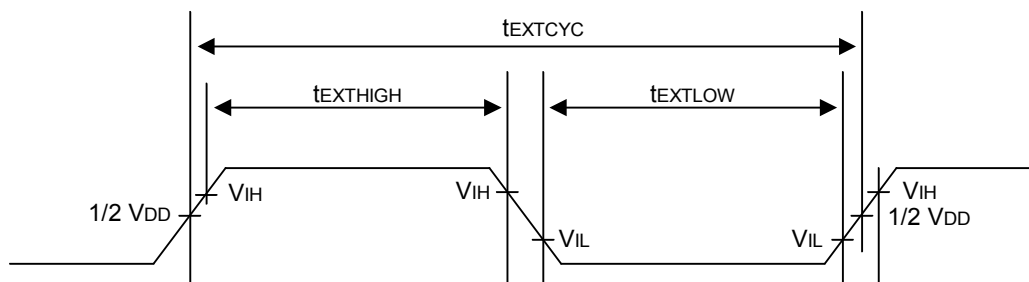 tEXTCYC
tEXTHIGH
tEXTLOW
VIH
VIH
VIH
1/2 VDD
1/2 VDD
VIL
VIL